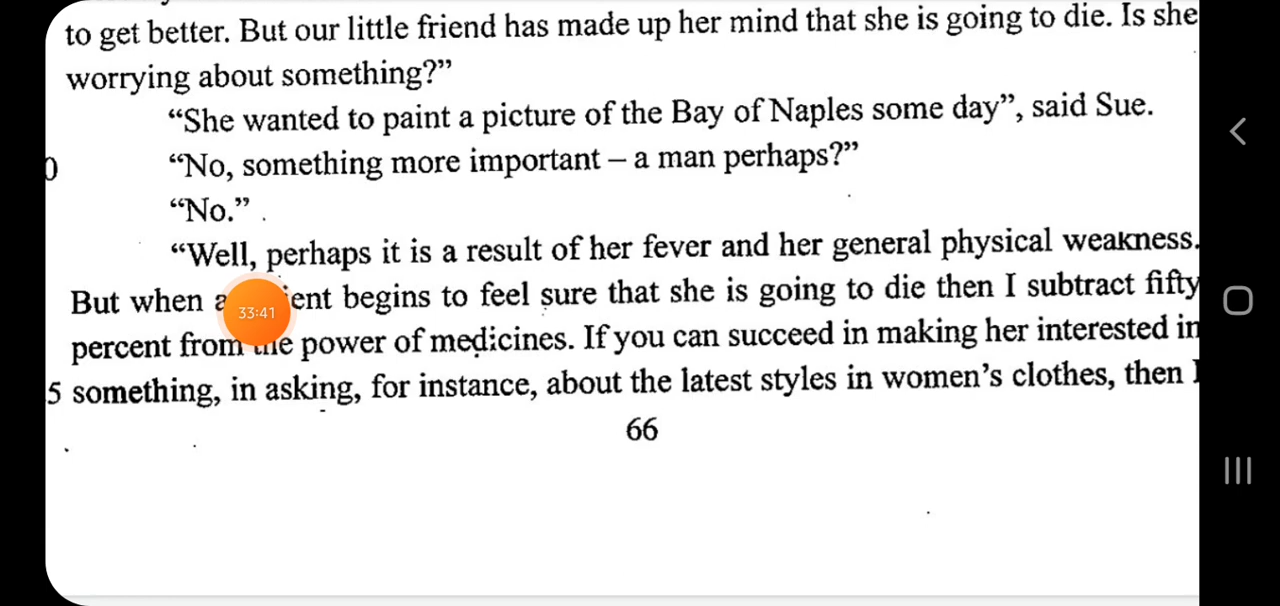 to get better. But our little friend has made up her mind that she is going to die. Is she
worrying about something?”
“She wanted to paint a picture of the Bay of Naples some day”, said Sue.
0 “No, something more important – a man perhaps?”
“No.”
“Well, perhaps it is a result of her fever and her general physical weakness.
But when a begins to feel sure that she is going to die then I subtract fifty
33:41
percent from the power of medicines. If you can succeed in making her interested in
5 something, in asking, for instance, about the latest styles in women’s clothes, then I
66